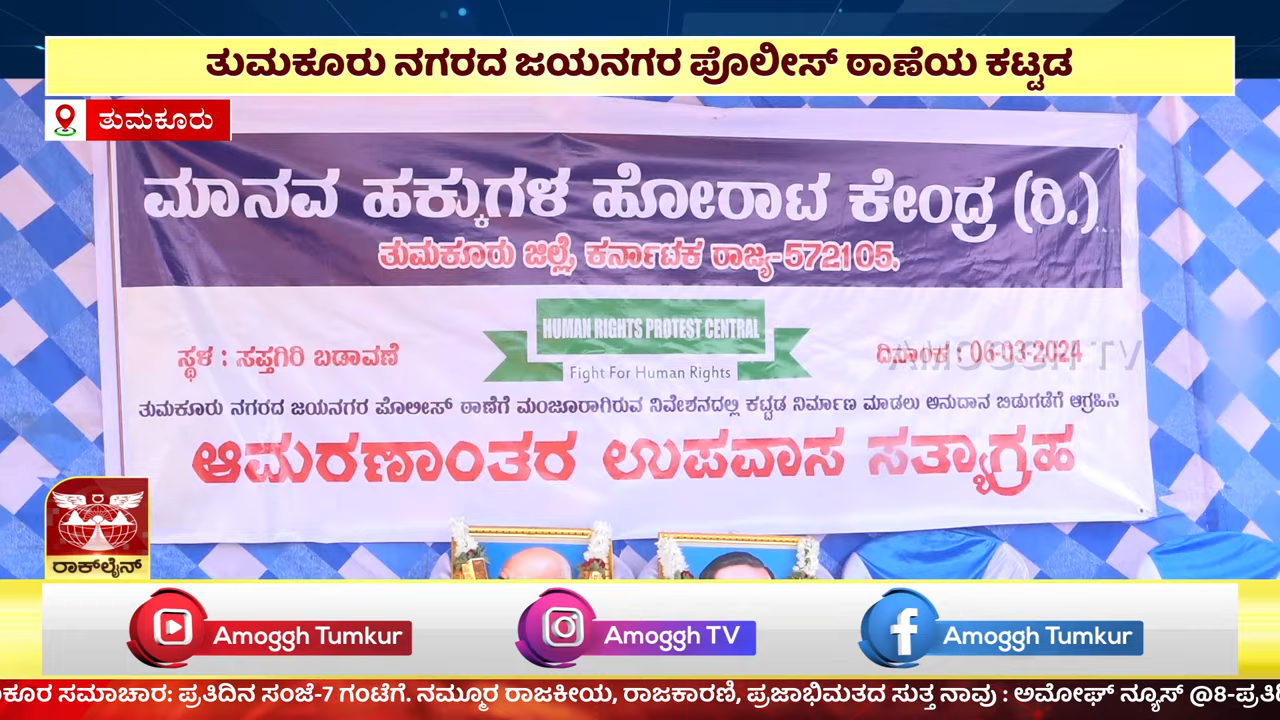 ತುಮಕೂರು ನಗರದ ಜಯನಗರ ಪೊಲೀಸ್ ಠಾಣೆಯ ಕಟ್ಟಡ
ತುಮಕೂರು
ಮಾನವ ಹಕ್ಕುಗಳ ಹೋರಾಟ ಕೇಂದ್ರ (ರಿ.)
ತುಮಕೂರು ಜಿಲ್ಲೆ, ಕರ್ನಾಟಕ ರಾಜ್ಯ-572105.
HUMAN RIGHTS PROTEST CENTRAL
Fight For Human Rights
ಸ್ಥಳ : ಸಪ್ತಗಿರಿ ಬಡಾವಣೆ
ದಿನಾಂಕ : 06-03-2024
AMOGGH TV
ತುಮಕೂರು ನಗರದ ಜಯನಗರ ಪೊಲೀಸ್ ಠಾಣೆಗೆ ಮಂಜೂರಾಗಿರುವ ನಿವೇಶನದಲ್ಲಿ ಕಟ್ಟಡ ನಿರ್ಮಾಣ ಮಾಡಲು ಅನುದಾನ ಬಿಡುಗಡೆಗೆ ಆಗ್ರಹಿಸಿ
ಆಮರಣಾಂತರ ಉಪವಾಸ ಸತ್ಯಾಗ್ರಹ
ರಾಕ್‌ಲೈನ್
Amoggh Tumkur
Amoggh TV
Amoggh Tumkur
ಸಮಾಚಾರ: ಪ್ರತಿದಿನ ಸಂಜೆ-7 ಗಂಟೆಗೆ. ನಮ್ಮೂರ ರಾಜಕೀಯ, ರಾಜಕಾರಣಿ, ಪ್ರಜಾಭಿಮತದ ಸುತ್ತ ನಾವು : ಅಮೋಘ್ ನ್ಯೂಸ್ @8-